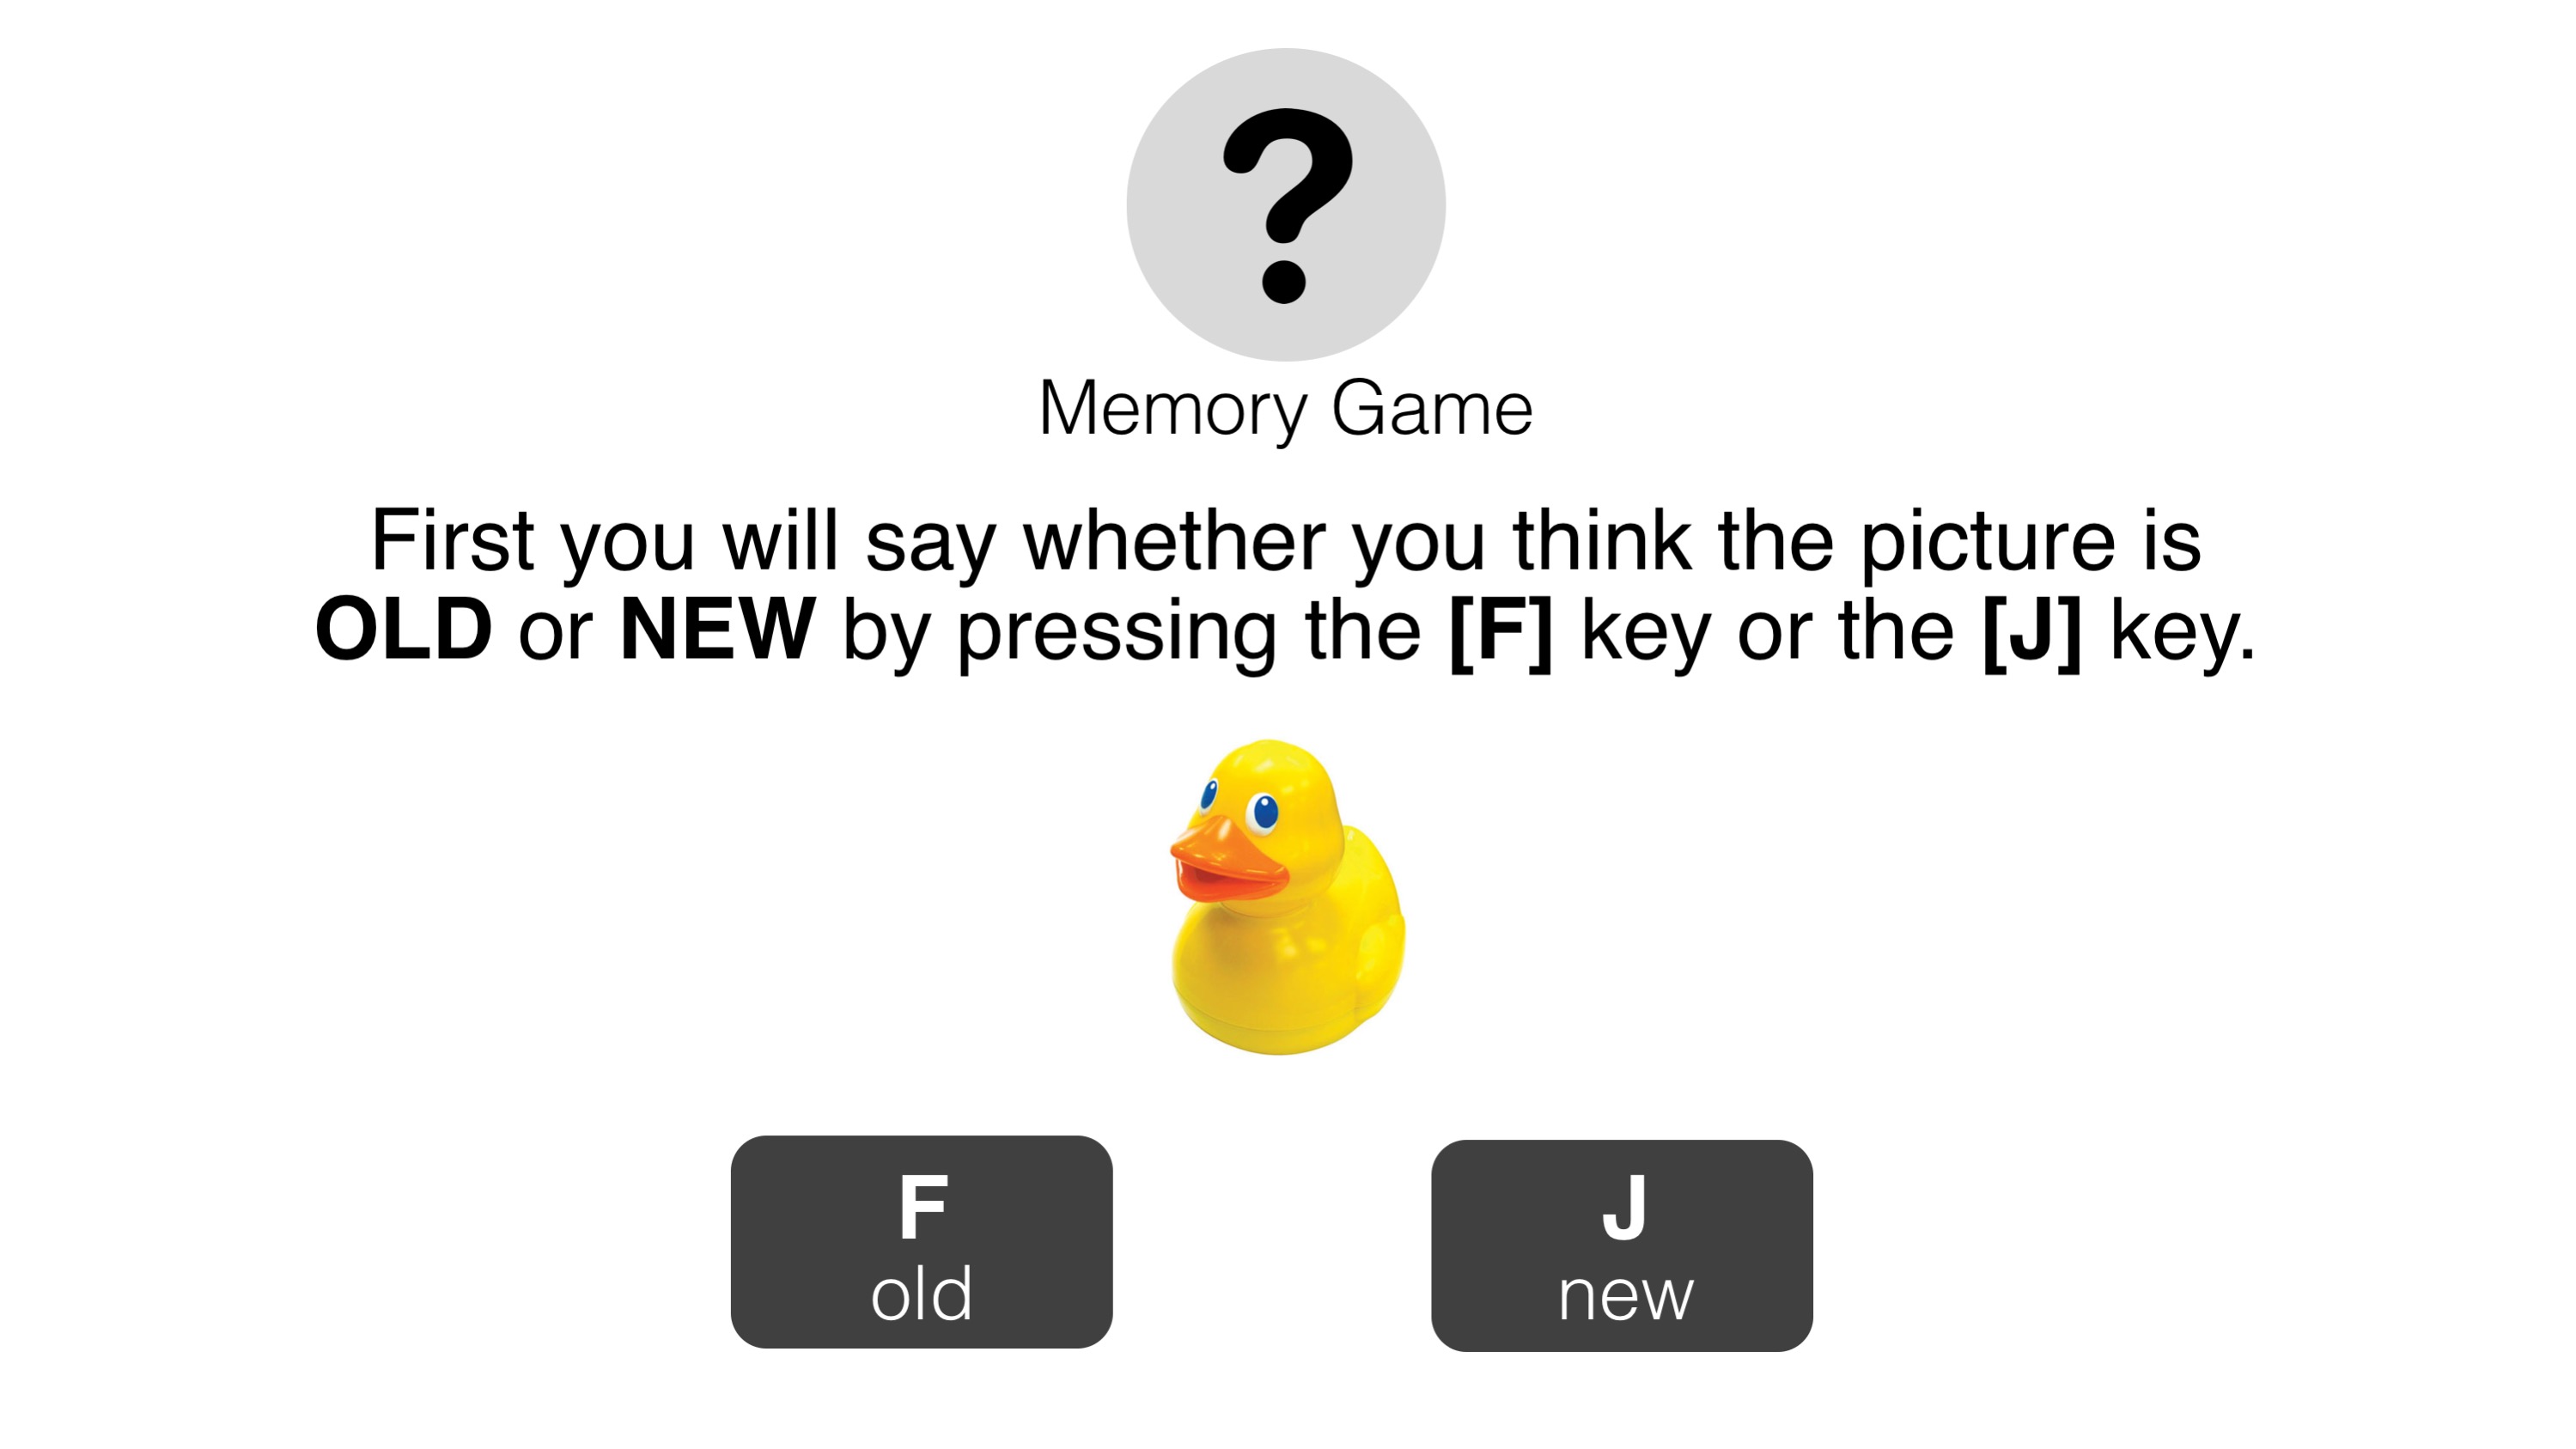 ?
Memory Game
First you will say whether you think the picture is
OLD or NEW by pressing the [F] key or the [J] key.
F
old
J
new